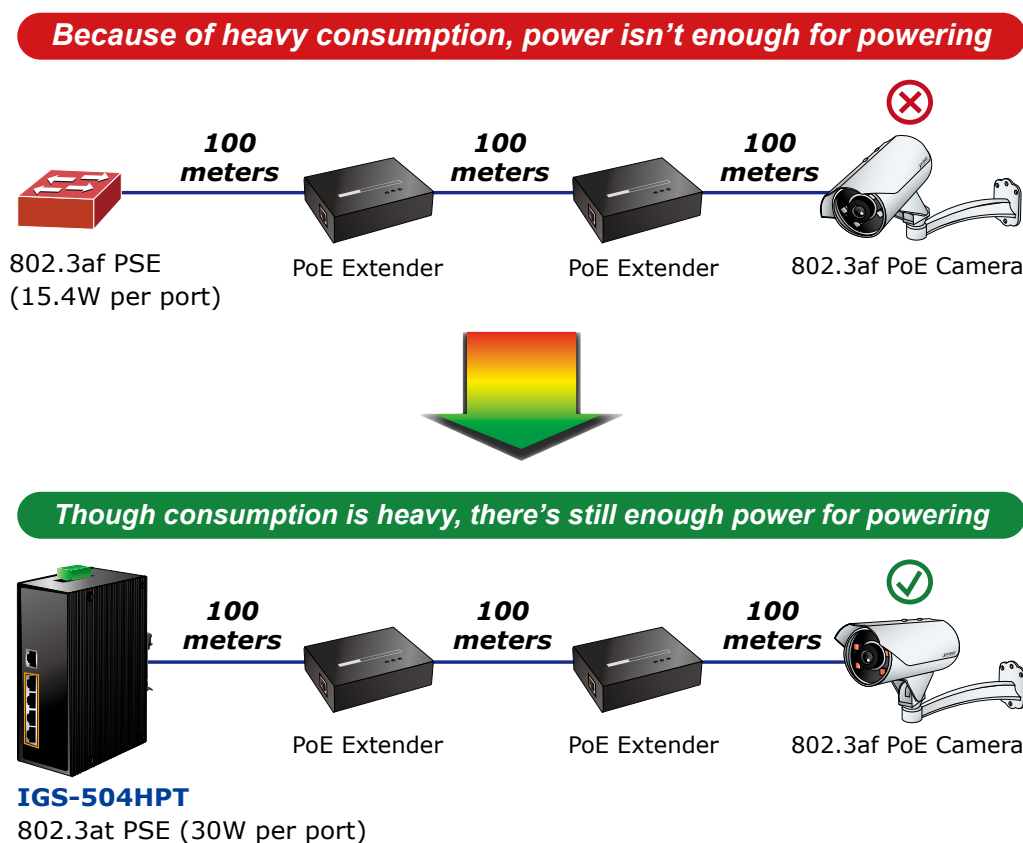 Because of heavy consumption, power isn't enough for powering
100 meters
100 meters
100 meters
802.3af PSE
(15.4W per port)
PoE Extender
PoE Extender
802.3af PoE Camera
Though consumption is heavy, there's still enough power for powering
100 meters
100 meters
100 meters
PoE Extender
PoE Extender
802.3af PoE Camera
IGS-504HPT
802.3at PSE (30W per port)